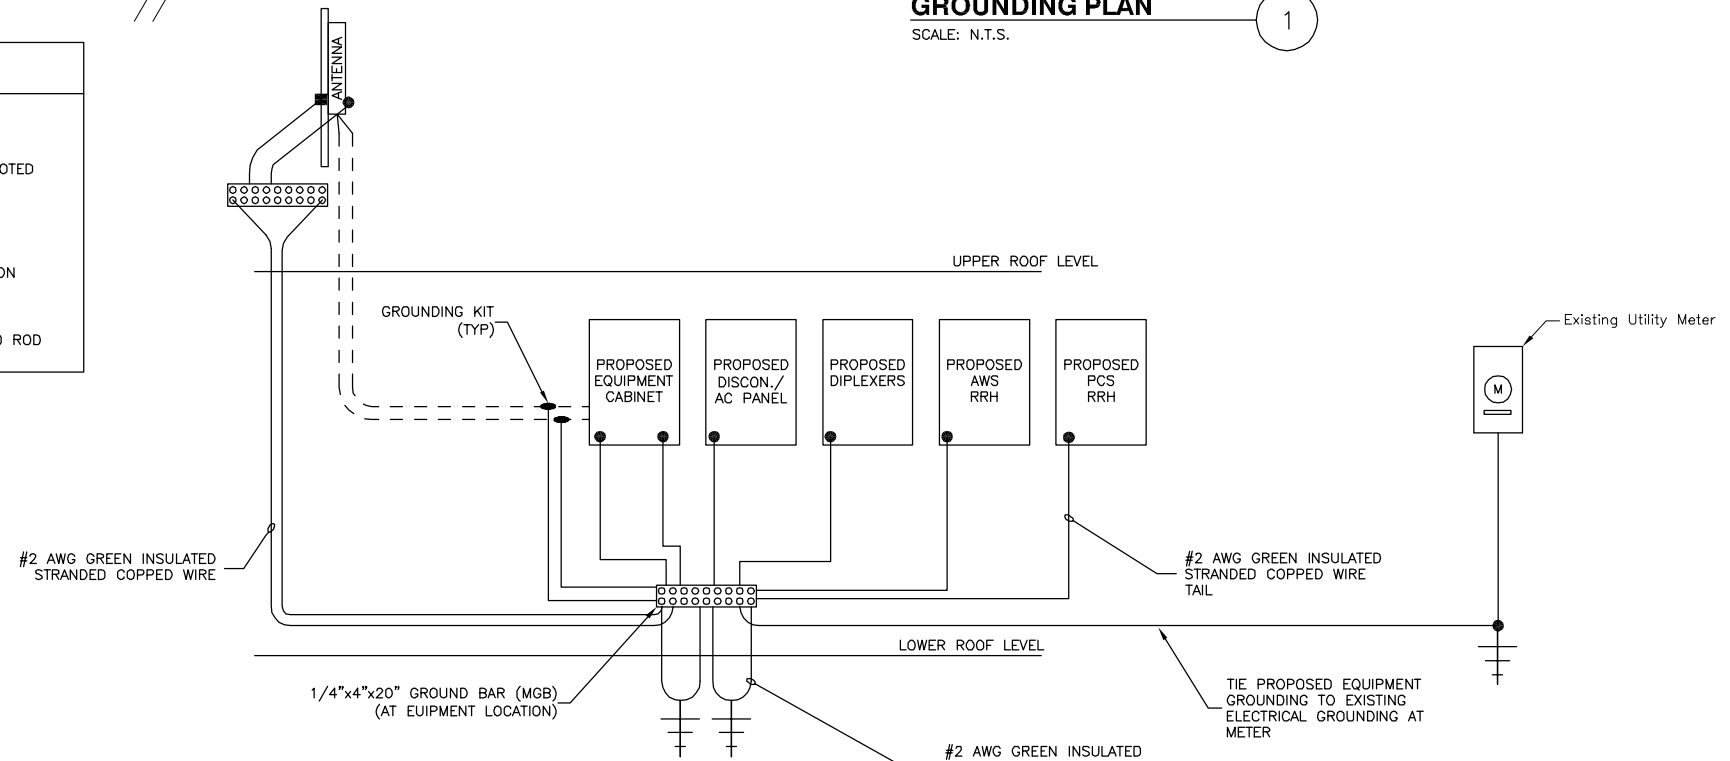 GROUNDING PLAN
1
SCALE: N.T.S.
ANTENNA
OTED
ON
ROD
UPPER ROOF LEVEL
GROUNDING KIT
(TYP)
PROPOSED
EQUIPMENT
CABINET
PROPOSED
DISCON./
AC PANEL
PROPOSED
DIPLEXERS
PROPOSED
AWS
RRH
PROPOSED
PCS
RRH
Existing Utility Meter
M
#2 AWG GREEN INSULATED
STRANDED COPPED WIRE
#2 AWG GREEN INSULATED
STRANDED COPPED WIRE
TAIL
LOWER ROOF LEVEL
1/4"x4"x20" GROUND BAR (MGB)
(AT EUIPMENT LOCATION)
TIE PROPOSED EQUIPMENT
GROUNDING TO EXISTING
ELECTRICAL GROUNDING AT
METER
#2 AWG GREEN INSULATED